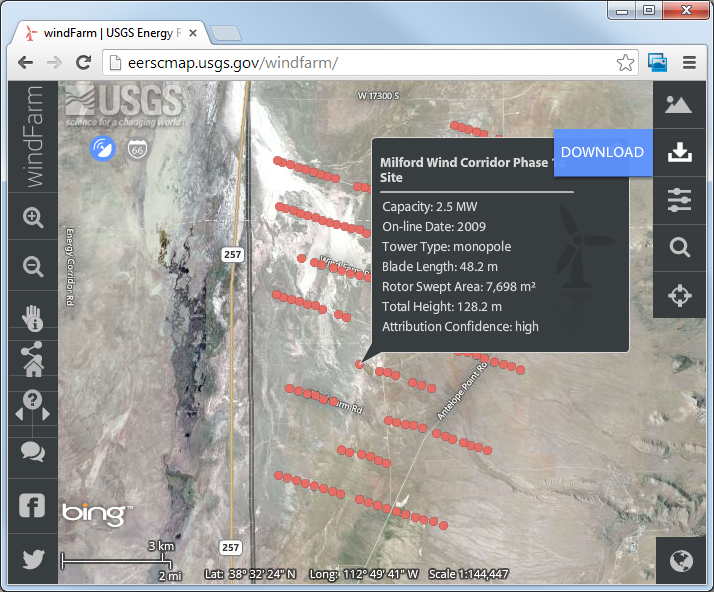 windFarm | USGS Energy R
eerscmap.usgs.gov/windfarm/
windFarm
USGS
science for a changing world
66
W 17300 S
DOWNLOAD
Milford Wind Corridor Phase
Site
Capacity: 2.5 MW
On-line Date: 2009
Tower Type: monopole
Blade Length: 48.2 m
Rotor Swept Area: 7,698 m²
Total Height: 128.2 m
Attribution Confidence: high
Energy Corridor Rd
257
Antelope Point Rd
bing™
257
3 km
2 mi
Lat: 38° 32' 24" N Long: 112° 49' 41" W Scale 1:144,447